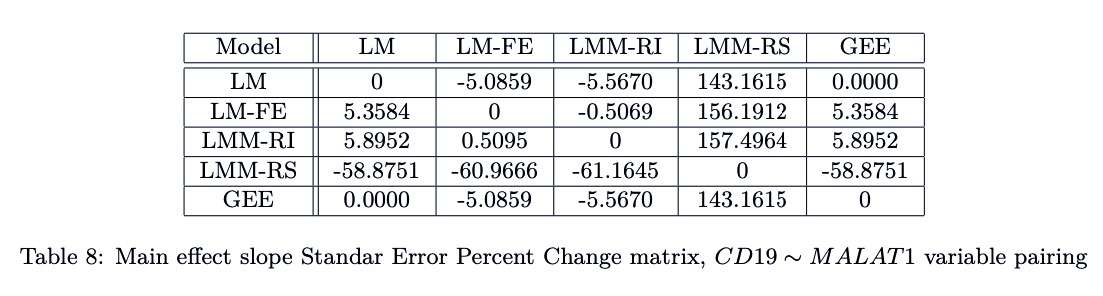 Model LM LM-FE LMM-RI LMM-RS GEE
LM 0 -5.0859 -5.5670 143.1615 0.0000
LM-FE 5.3584 0 -0.5069 156.1912 5.3584
LMM-RI 5.8952 0.5095 0 157.4964 5.8952
LMM-RS -58.8751 -60.9666 -61.1645 0 -58.8751
GEE 0.0000 -5.0859 -5.5670 143.1615 0
Table 8: Main effect slope Standar Error Percent Change matrix, CD19 ∼ MALAT1 variable pairing